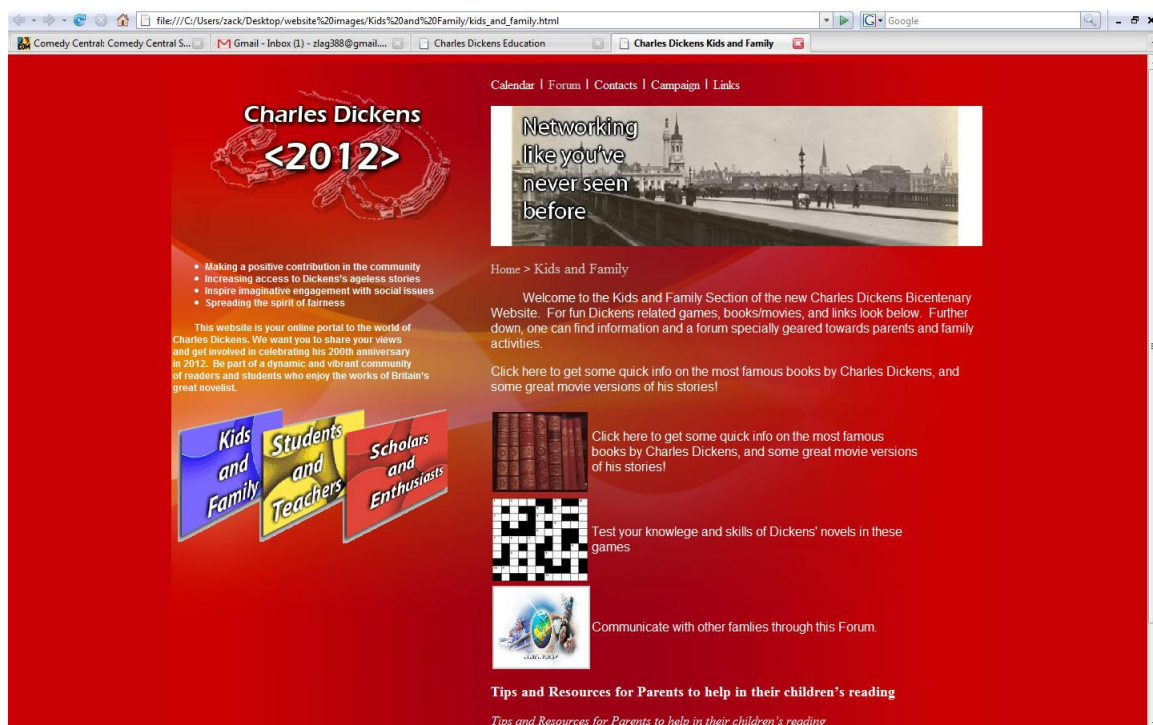 file:///C:/Users/zack/Desktop/website%20images/Kids%20and%20Family/kids_and_family.html
Google
Comedy Central: Comedy Central S...
Gmail - Inbox (1) - zlag388@gmail....
Charles Dickens Education
Charles Dickens Kids and Family
Calendar | Forum | Contacts | Campaign | Links
Charles Dickens
<2012>
Networking
like you've
never seen
before
Making a positive contribution in the community
Increasing access to Dickens's ageless stories
Inspire imaginative engagement with social issues
Spreading the spirit of fairness
This website is your online portal to the world of
Charles Dickens. We want you to share your views
and get involved in celebrating his 200th anniversary
in 2012. Be part of a dynamic and vibrant community
of readers and students who enjoy the works of Britain's
great novelist.
Kids
and
Family
Students
and
Teachers
Scholars
and
Enthusiasts
Home > Kids and Family
Welcome to the Kids and Family Section of the new Charles Dickens Bicentenary
Website. For fun Dickens related games, books/movies, and links look below. Further
down, one can find information and a forum specially geared towards parents and family
activities.
Click here to get some quick info on the most famous books by Charles Dickens, and
some great movie versions of his stories!
Click here to get some quick info on the most famous
books by Charles Dickens, and some great movie versions
of his stories!
Test your knowlege and skills of Dickens' novels in these
games
Communicate with other famlies through this Forum.
Tips and Resources for Parents to help in their children's reading
Tips and Resources for Parents to help in their children's reading